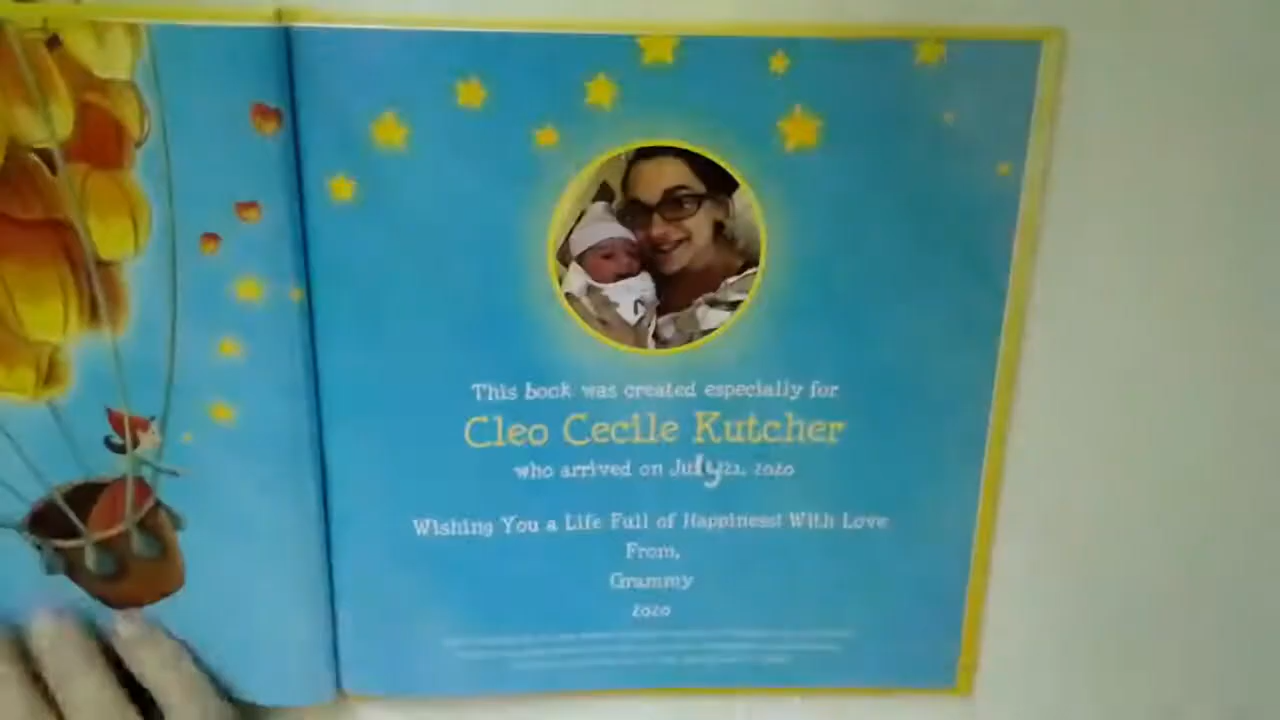 This book was created especially for
Cleo Cecile Kutcher
who arrived on July 22, 2020
Wishing You a Life Full of Happiness! With Love
From,
Grammy
2020